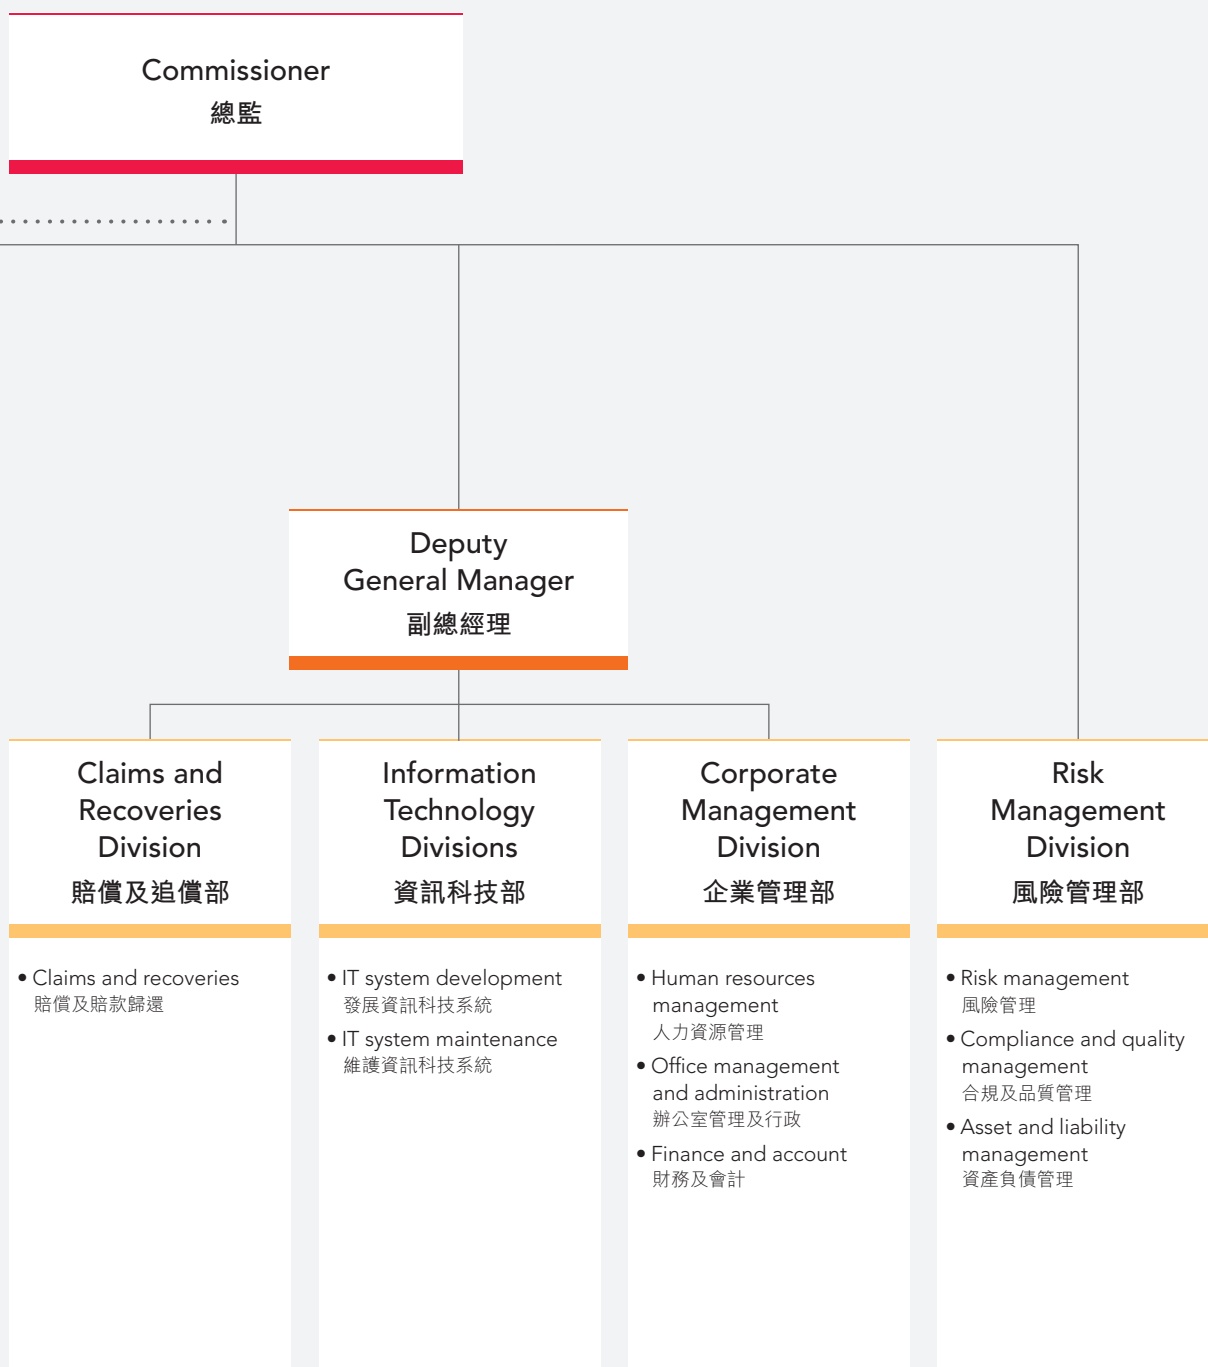 Commissioner
總監
Deputy
General Manager
副總經理
Claims and
Recoveries
Division
賠償及追償部
• Claims and recoveries
賠償及賠款歸還
Information
Technology
Divisions
資訊科技部
• IT system development
發展資訊科技系統
• IT system maintenance
維護資訊科技系統
Corporate
Management
Division
企業管理部
• Human resources
management
人力資源管理
• Office management
and administration
辦公室管理及行政
• Finance and account
財務及會計
Risk
Management
Division
風險管理部
• Risk management
風險管理
• Compliance and quality
management
合規及品質管理
• Asset and liability
management
資產負債管理